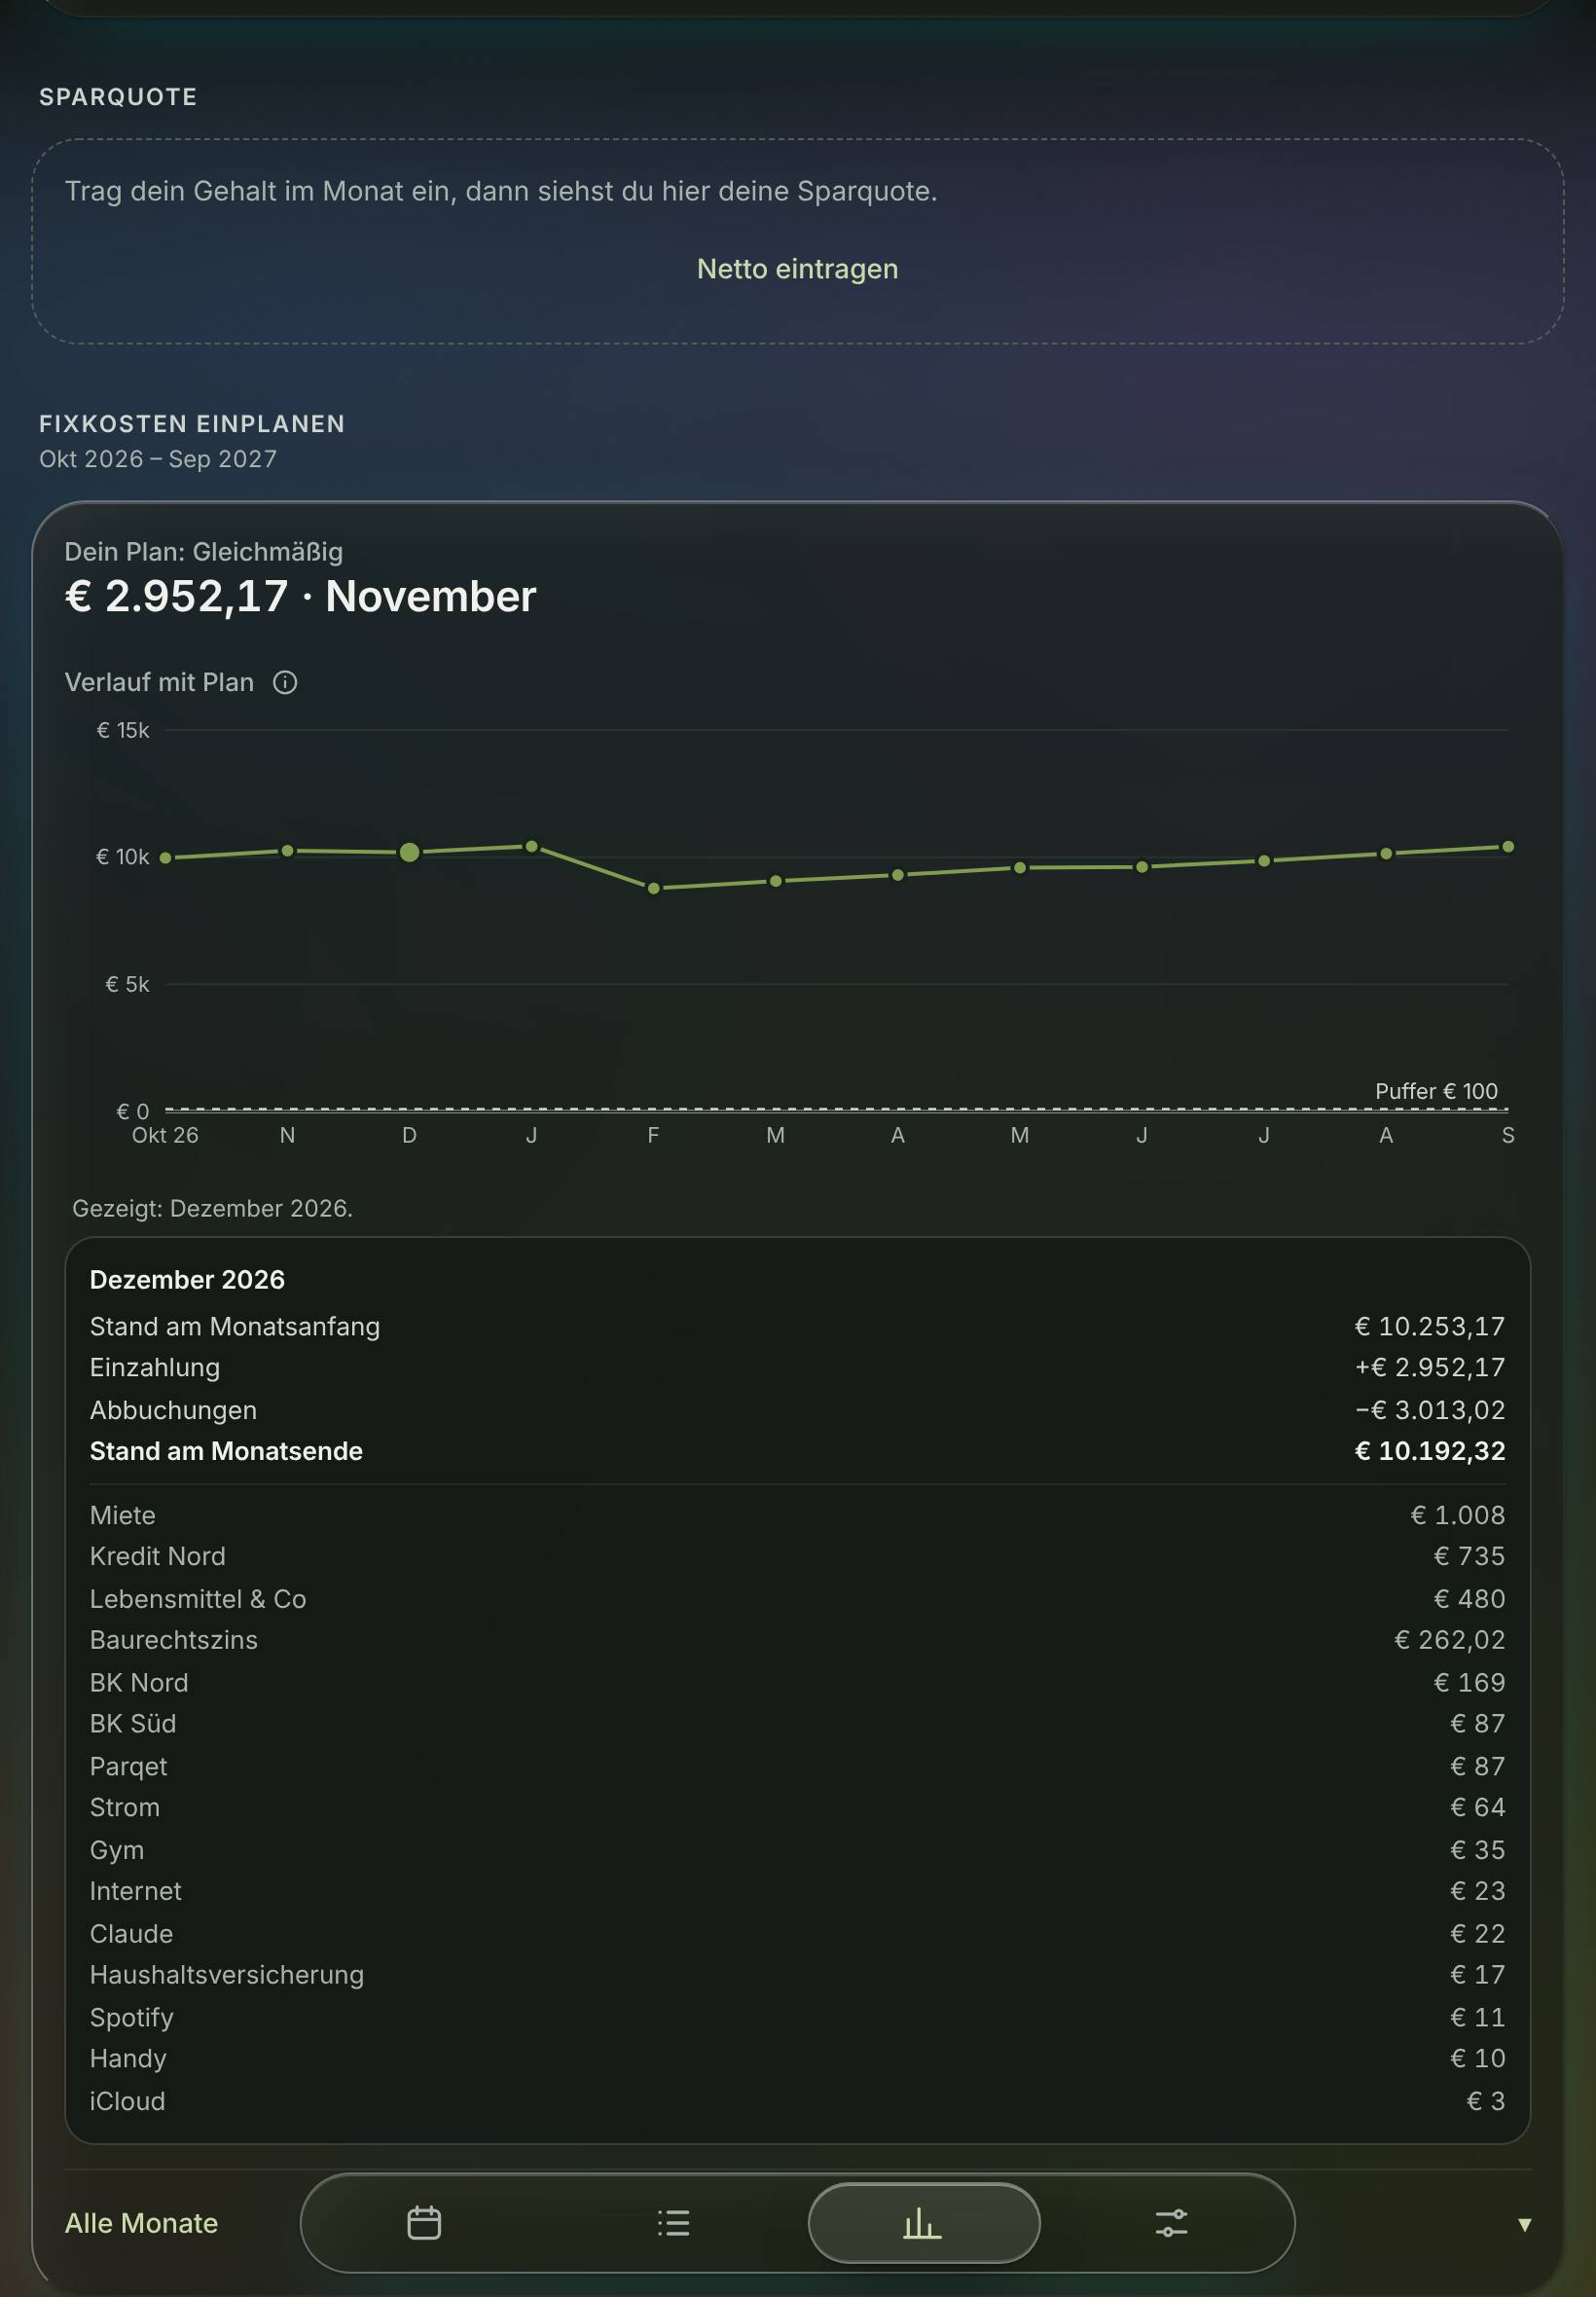 SPARQUOTE
Trag dein Gehalt im Monat ein, dann siehst du hier deine Sparquote.
Netto eintragen
FIXKOSTEN EINPLANEN
Okt 2026 – Sep 2027
Dein Plan: Gleichmäßig
€ 2.952,17 · November
Verlauf mit Plan
€ 15k
€ 10k
€ 5k
Puffer € 100
€ 0
Okt 26 N D J F M A M J J A S
Gezeigt: Dezember 2026.
Dezember 2026
Stand am Monatsanfang € 10.253,17
Einzahlung +€ 2.952,17
Abbuchungen −€ 3.013,02
Stand am Monatsende € 10.192,32
Miete € 1.008
Kredit Nord € 735
Lebensmittel & Co € 480
Baurechtszins € 262,02
BK Nord € 169
BK Süd € 87
Parqet € 87
Strom € 64
Gym € 35
Internet € 23
Claude € 22
Haushaltsversicherung € 17
Spotify € 11
Handy € 10
iCloud € 3
Alle Monate ▼